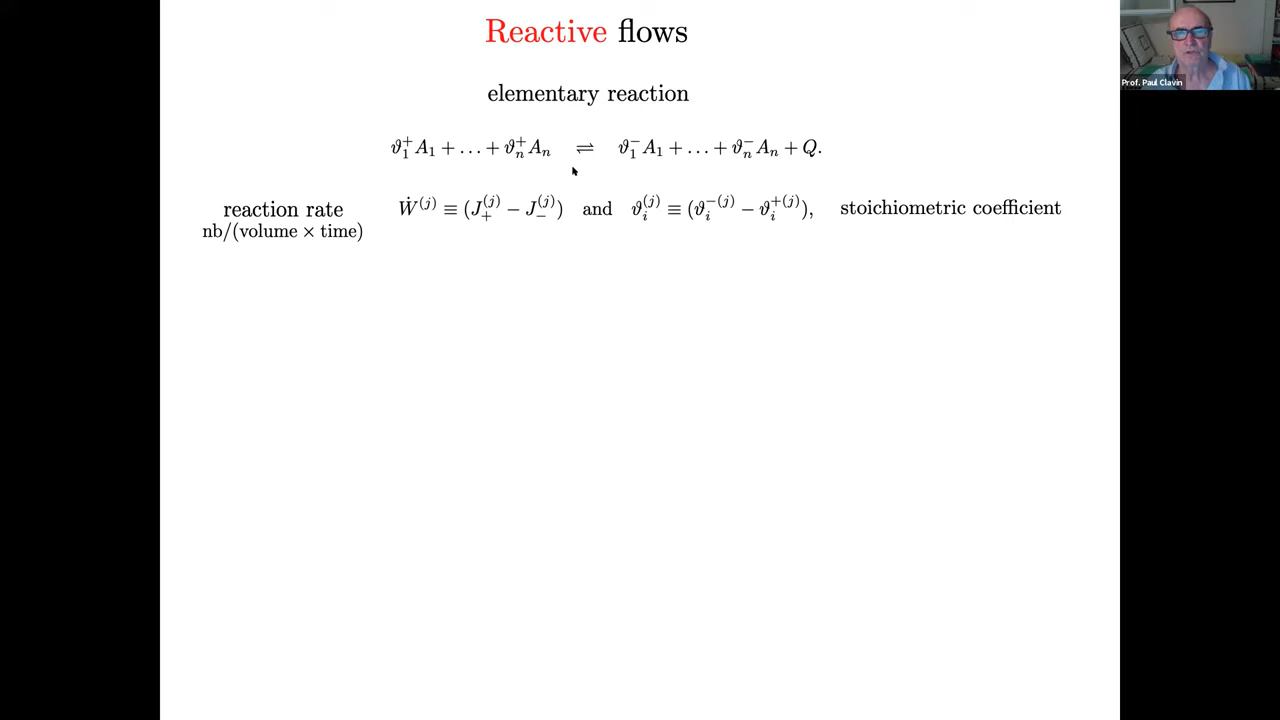 Reactive flows
Prof. Paul Clavin
elementary reaction
ϑ₁⁺A₁ + … + ϑₙ⁺Aₙ ⇌ ϑ₁⁻A₁ + … + ϑₙ⁻Aₙ + Q.
reaction rate Ẇ⁽ʲ⁾ ≡ (J₊⁽ʲ⁾ − J₋⁽ʲ⁾) and ϑᵢ⁽ʲ⁾ ≡ (ϑᵢ⁻⁽ʲ⁾ − ϑᵢ⁺⁽ʲ⁾), stoichiometric coefficient
nb/(volume × time)